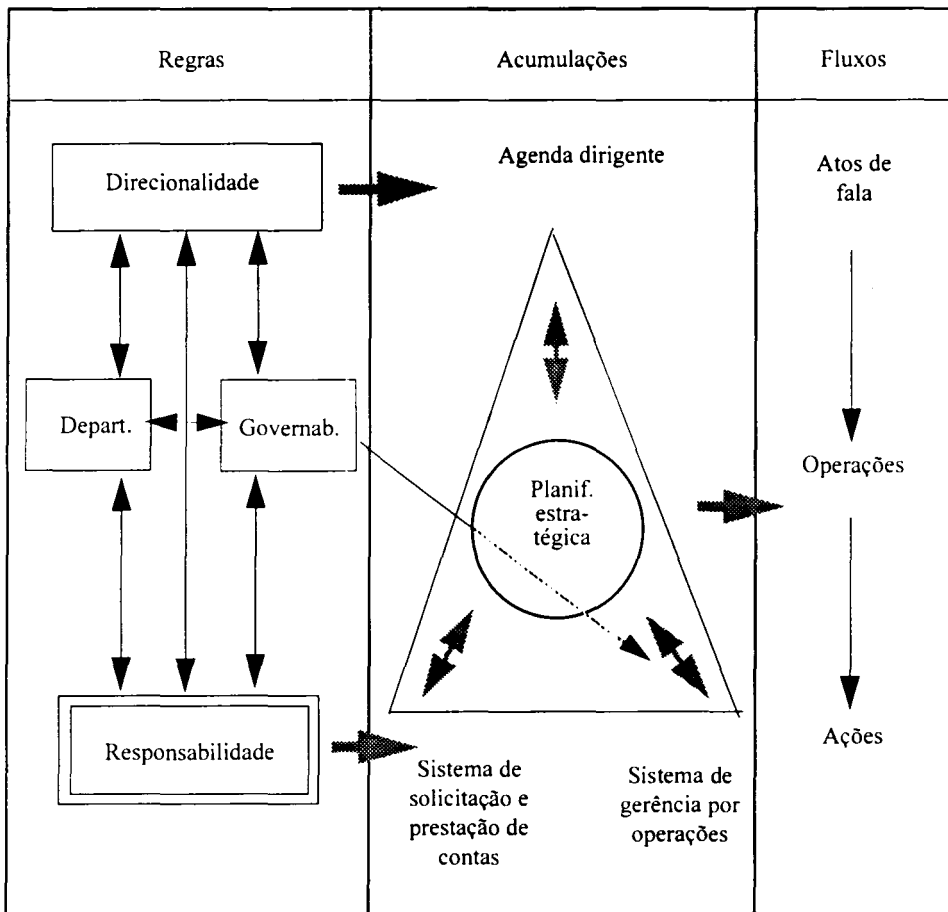 Regras
Acumulações
Fluxos
Direcionalidade
Agenda dirigente
Atos de
fala
Depart.
Governab.
Planif.
estra-
tégica
Operações
Responsabilidade
Sistema de
solicitação e
prestação de
contas
Sistema de
gerência por
operações
Ações